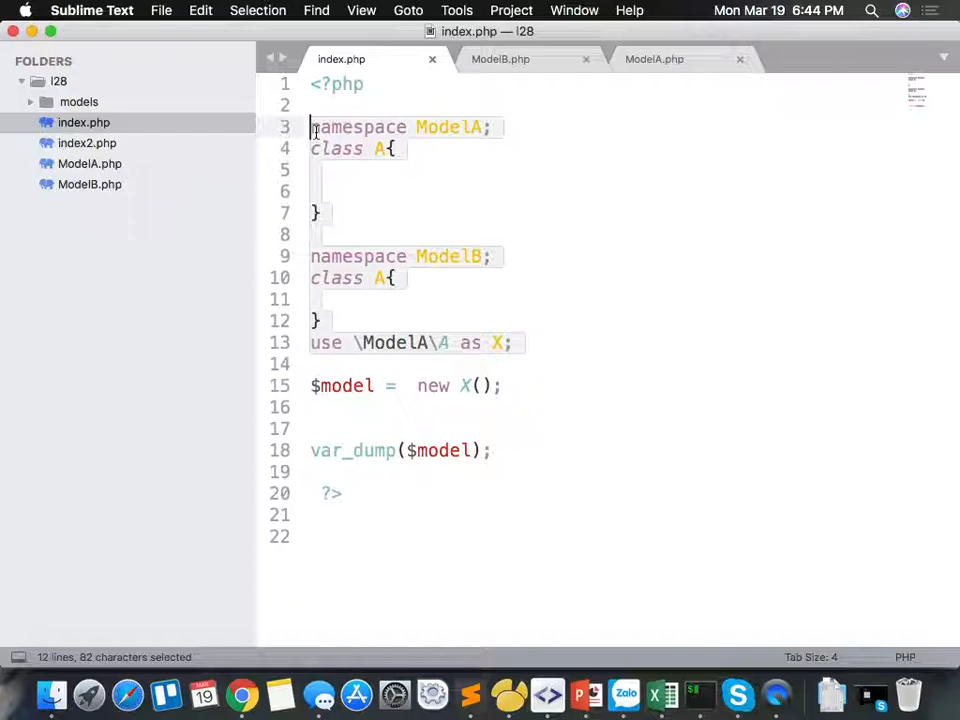 Sublime Text File Edit Selection Find View Goto Tools Project Window Help Mon Mar 19 6:44 PM
index.php — l28
FOLDERS
l28
models
index.php
index2.php
ModelA.php
ModelB.php
index.php ModelB.php ModelA.php
1 <?php
2
3 namespace ModelA;
4 class A{
5
6
7 }
8
9 namespace ModelB;
10 class A{
11
12 }
13 use \ModelA\A as X;
14
15 $model =  new X();
16
17
18 var_dump($model);
19
20  ?>
21
22
12 lines, 82 characters selected Tab Size: 4 PHP
MAR
19
Zalo